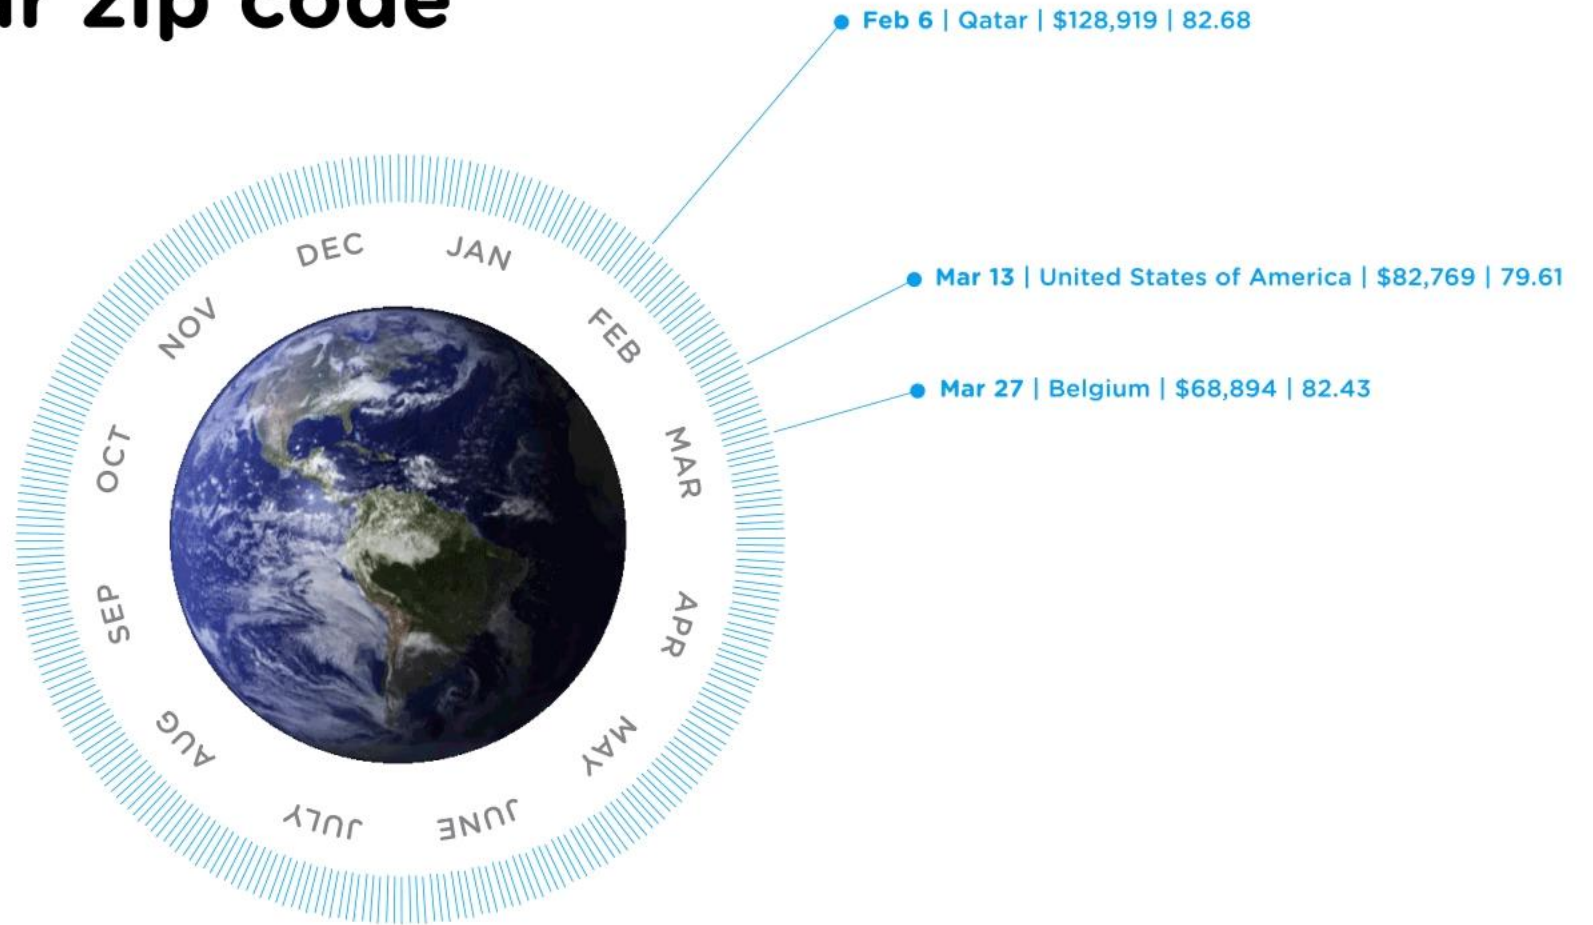 zip code
Feb 6 | Qatar | $128,919 | 82.68
Mar 13 | United States of America | $82,769 | 79.61
Mar 27 | Belgium | $68,894 | 82.43
JAN
FEB
MAR
APR
MAY
JUNE
JULY
AUG
SEP
OCT
NOV
DEC